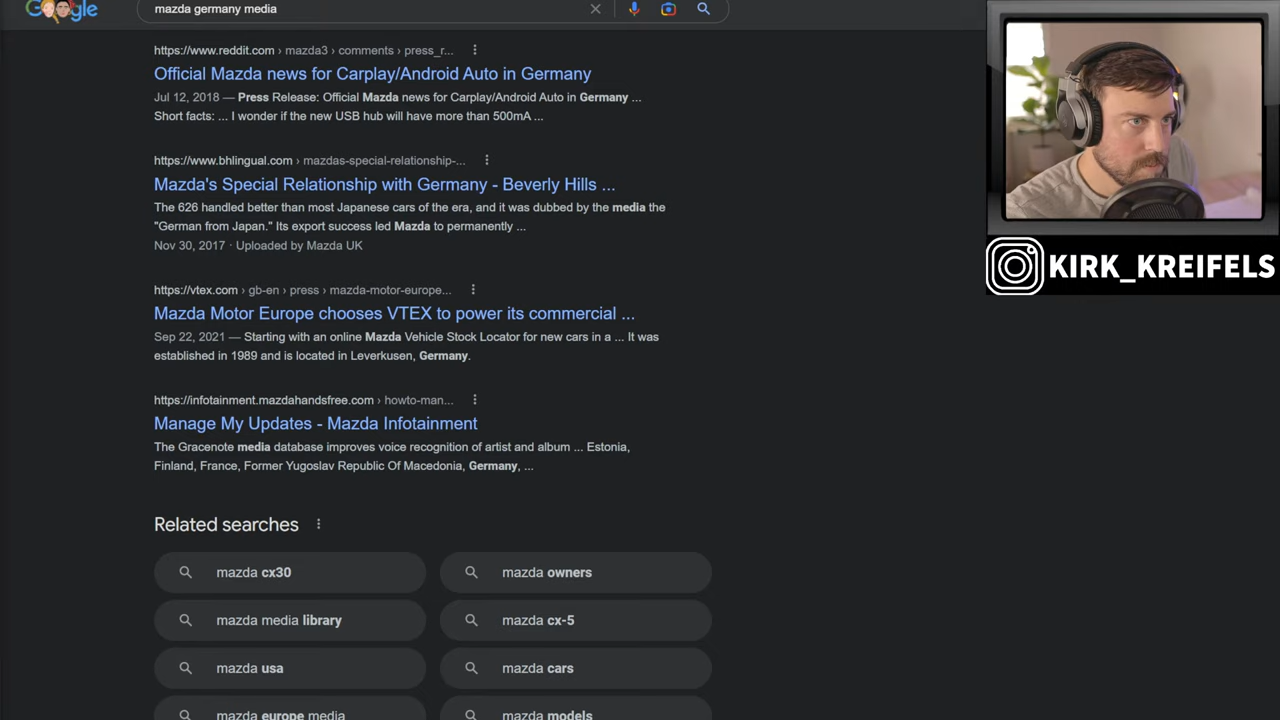 Google
mazda germany media
https://www.reddit.com › mazda3 › comments › press_r...
Official Mazda news for Carplay/Android Auto in Germany
Jul 12, 2018 — Press Release: Official Mazda news for Carplay/Android Auto in Germany ...
Short facts: ... I wonder if the new USB hub will have more than 500mA ...
https://www.bhlingual.com › mazdas-special-relationship-...
Mazda's Special Relationship with Germany - Beverly Hills ...
The 626 handled better than most Japanese cars of the era, and it was dubbed by the media the
"German from Japan." Its export success led Mazda to permanently ...
Nov 30, 2017 · Uploaded by Mazda UK
https://vtex.com › gb-en › press › mazda-motor-europe...
Mazda Motor Europe chooses VTEX to power its commercial ...
Sep 22, 2021 — Starting with an online Mazda Vehicle Stock Locator for new cars in a ... It was
established in 1989 and is located in Leverkusen, Germany.
https://infotainment.mazdahandsfree.com › howto-man...
Manage My Updates - Mazda Infotainment
The Gracenote media database improves voice recognition of artist and album ... Estonia,
Finland, France, Former Yugoslav Republic Of Macedonia, Germany, ...
Related searches
mazda cx30
mazda owners
mazda media library
mazda cx-5
mazda usa
mazda cars
mazda europe media
mazda models
KIRK_KREIFELS